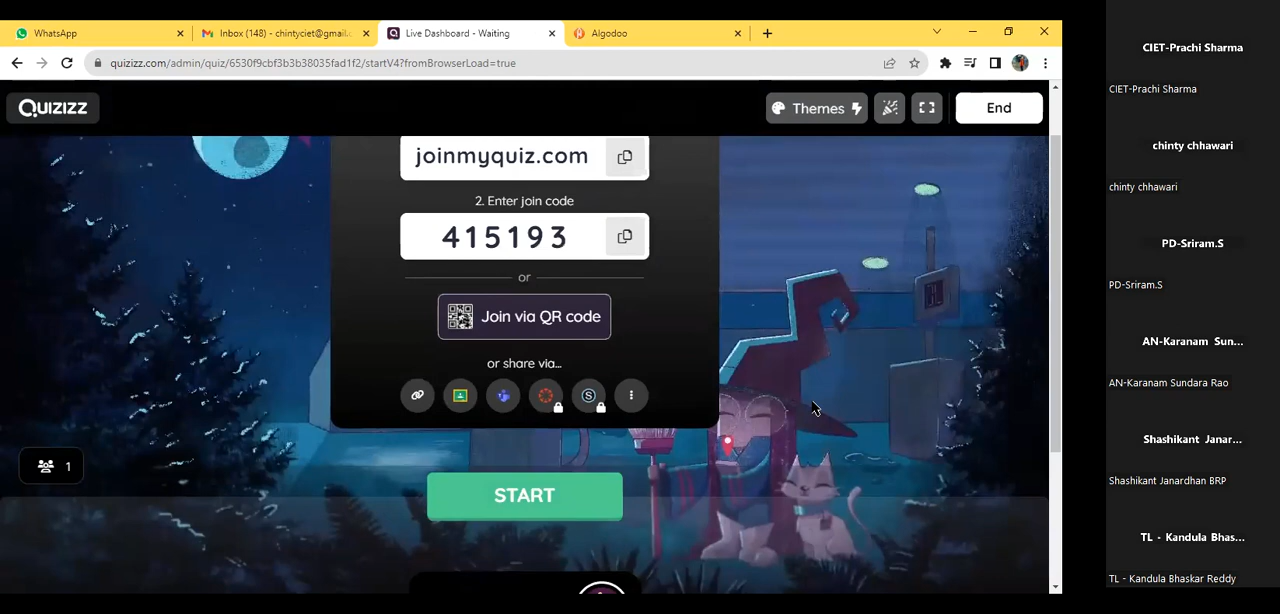 WhatsApp
Inbox (148) - chintyciet@gmail.c
Live Dashboard - Waiting
Algodoo
quizizz.com/admin/quiz/6530f9cbf3b3b38035fad1f2/startV4?fromBrowserLoad=true
QUIZIZZ
Themes
End
joinmyquiz.com
2. Enter join code
415193
or
Join via QR code
or share via...
S
1
START
CIET-Prachi Sharma
CIET-Prachi Sharma
chinty chhawari
chinty chhawari
PD-Sriram.S
PD-Sriram.S
AN-Karanam Sun...
AN-Karanam Sundara Rao
Shashikant Janar...
Shashikant Janardhan BRP
TL - Kandula Bhas...
TL - Kandula Bhaskar Reddy